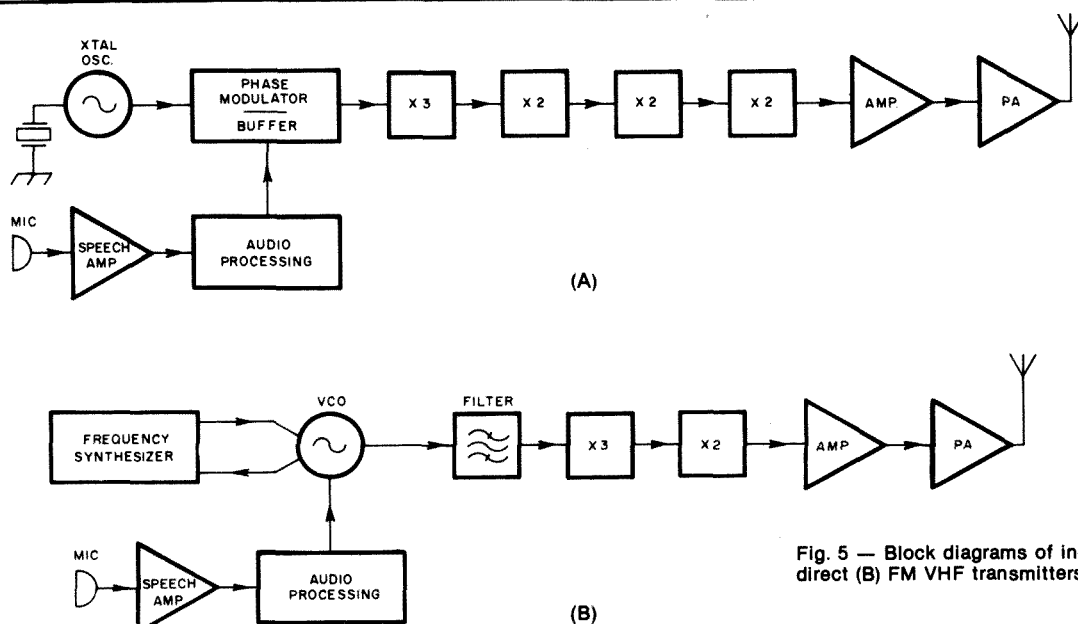 XTAL
OSC.
PHASE
MODULATOR
BUFFER
X 3
X 2
X 2
X 2
AMP.
PA
MIC
SPEECH
AMP
AUDIO
PROCESSING
(A)
FREQUENCY
SYNTHESIZER
VCO
FILTER
X 3
X 2
AMP
PA
MIC
SPEECH
AMP
AUDIO
PROCESSING
(B)
Fig. 5 — Block diagrams of in
direct (B) FM VHF transmitters